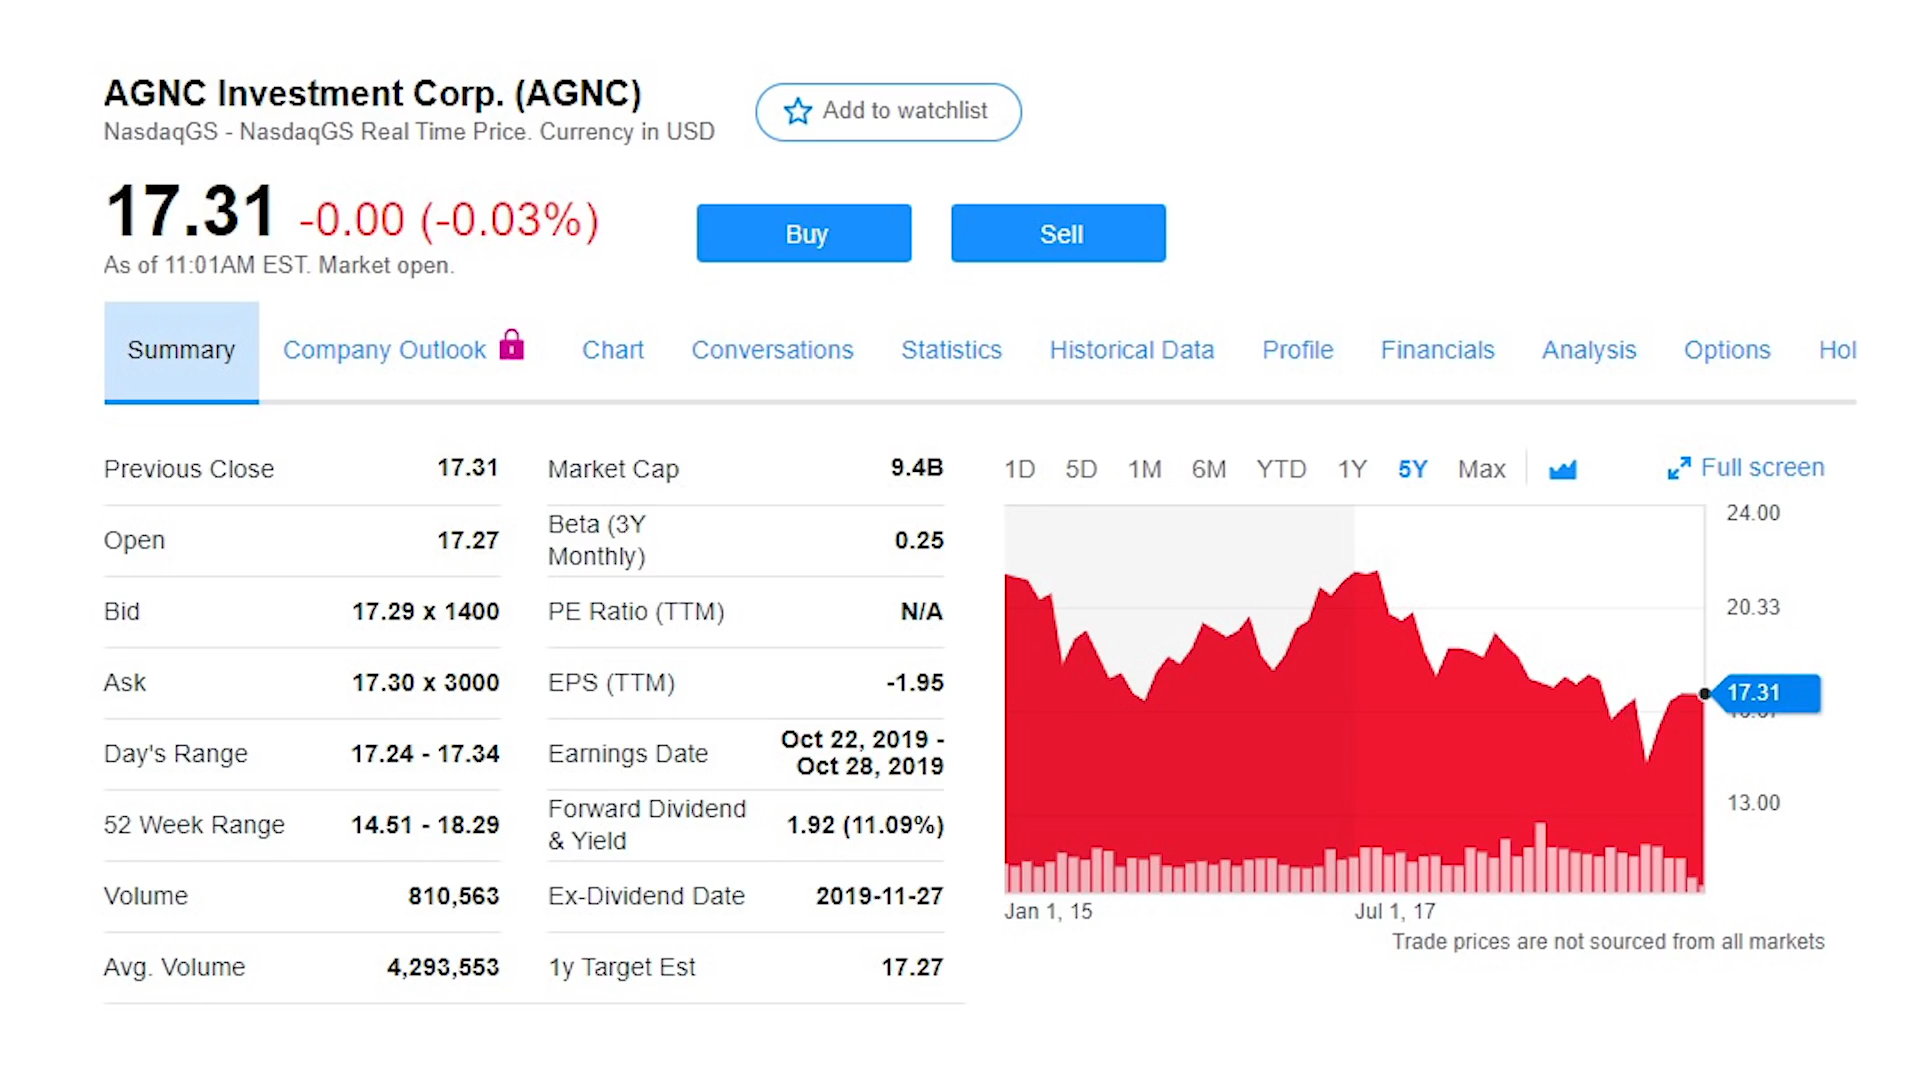 AGNC Investment Corp. (AGNC)
Add to watchlist
NasdaqGS - NasdaqGS Real Time Price. Currency in USD
17.31 -0.00 (-0.03%)
Buy
Sell
As of 11:01AM EST. Market open.
Summary Company Outlook Chart Conversations Statistics Historical Data Profile Financials Analysis Options Hol
Previous Close 17.31
Open 17.27
Bid 17.29 x 1400
Ask 17.30 x 3000
Day's Range 17.24 - 17.34
52 Week Range 14.51 - 18.29
Volume 810,563
Avg. Volume 4,293,553
Market Cap 9.4B
Beta (3Y
Monthly) 0.25
PE Ratio (TTM) N/A
EPS (TTM) -1.95
Earnings Date Oct 22, 2019 -
Oct 28, 2019
Forward Dividend
& Yield 1.92 (11.09%)
Ex-Dividend Date 2019-11-27
1y Target Est 17.27
1D 5D 1M 6M YTD 1Y 5Y Max Full screen
24.00
20.33
17.31
13.00
Jan 1, 15 Jul 1, 17
Trade prices are not sourced from all markets